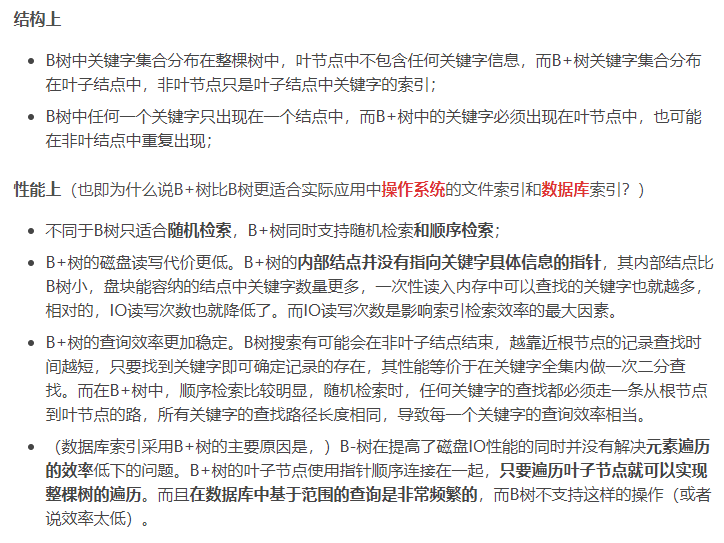 结构上
B树中关键字集合分布在整棵树中，叶节点中不包含任何关键字信息，而B+树关键字集合分布
在叶子结点中，非叶节点只是叶子结点中关键字的索引；
B树中任何一个关键字只出现在一个结点中，而B+树中的关键字必须出现在叶节点中，也可能
在非叶结点中重复出现；
性能上（也即为什么说B+树比B树更适合实际应用中操作系统的文件索引和数据库索引？）
不同于B树只适合随机检索，B+树同时支持随机检索和顺序检索；
B+树的磁盘读写代价更低。B+树的内部结点并没有指向关键字具体信息的指针，其内部结点比
B树小，盘块能容纳的结点中关键字数量更多，一次性读入内存中可以查找的关键字也就越多，
相对的，IO读写次数也就降低了。而IO读写次数是影响索引检索效率的最大因素。
B+树的查询效率更加稳定。B树搜索有可能会在非叶子结点结束，越靠近根节点的记录查找时
间越短，只要找到关键字即可确定记录的存在，其性能等价于在关键字全集内做一次二分查
找。而在B+树中，顺序检索比较明显，随机检索时，任何关键字的查找都必须走一条从根节点
到叶节点的路，所有关键字的查找路径长度相同，导致每一个关键字的查询效率相当。
（数据库索引采用B+树的主要原因是，）B-树在提高了磁盘IO性能的同时并没有解决元素遍历
的效率低下的问题。B+树的叶子节点使用指针顺序连接在一起，只要遍历叶子节点就可以实现
整棵树的遍历。而且在数据库中基于范围的查询是非常频繁的，而B树不支持这样的操作（或者
说效率太低）。